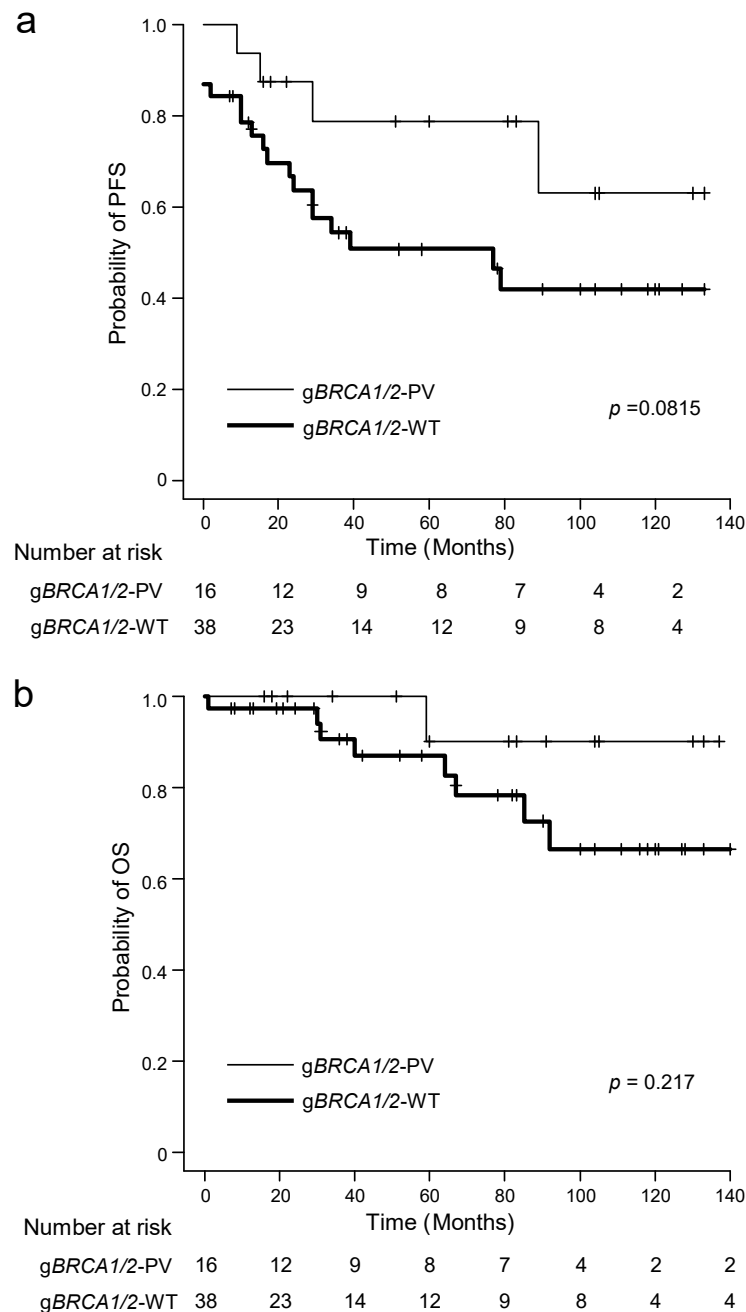 a
1.0
0.8
0.6
0.4
0.2
0
Probability of PFS
gBRCA1/2-PV
gBRCA1/2-WT
p =0.0815
0 20 40 60 80 100 120 140
Time (Months)
Number at risk
gBRCA1/2-PV 16 12 9 8 7 4 2
gBRCA1/2-WT 38 23 14 12 9 8 4
b
1.0
0.8
0.6
0.4
0.2
0
Probability of OS
gBRCA1/2-PV
gBRCA1/2-WT
p = 0.217
0 20 40 60 80 100 120 140
Time (Months)
Number at risk
gBRCA1/2-PV 16 12 9 8 7 4 2 2
gBRCA1/2-WT 38 23 14 12 9 8 4 4